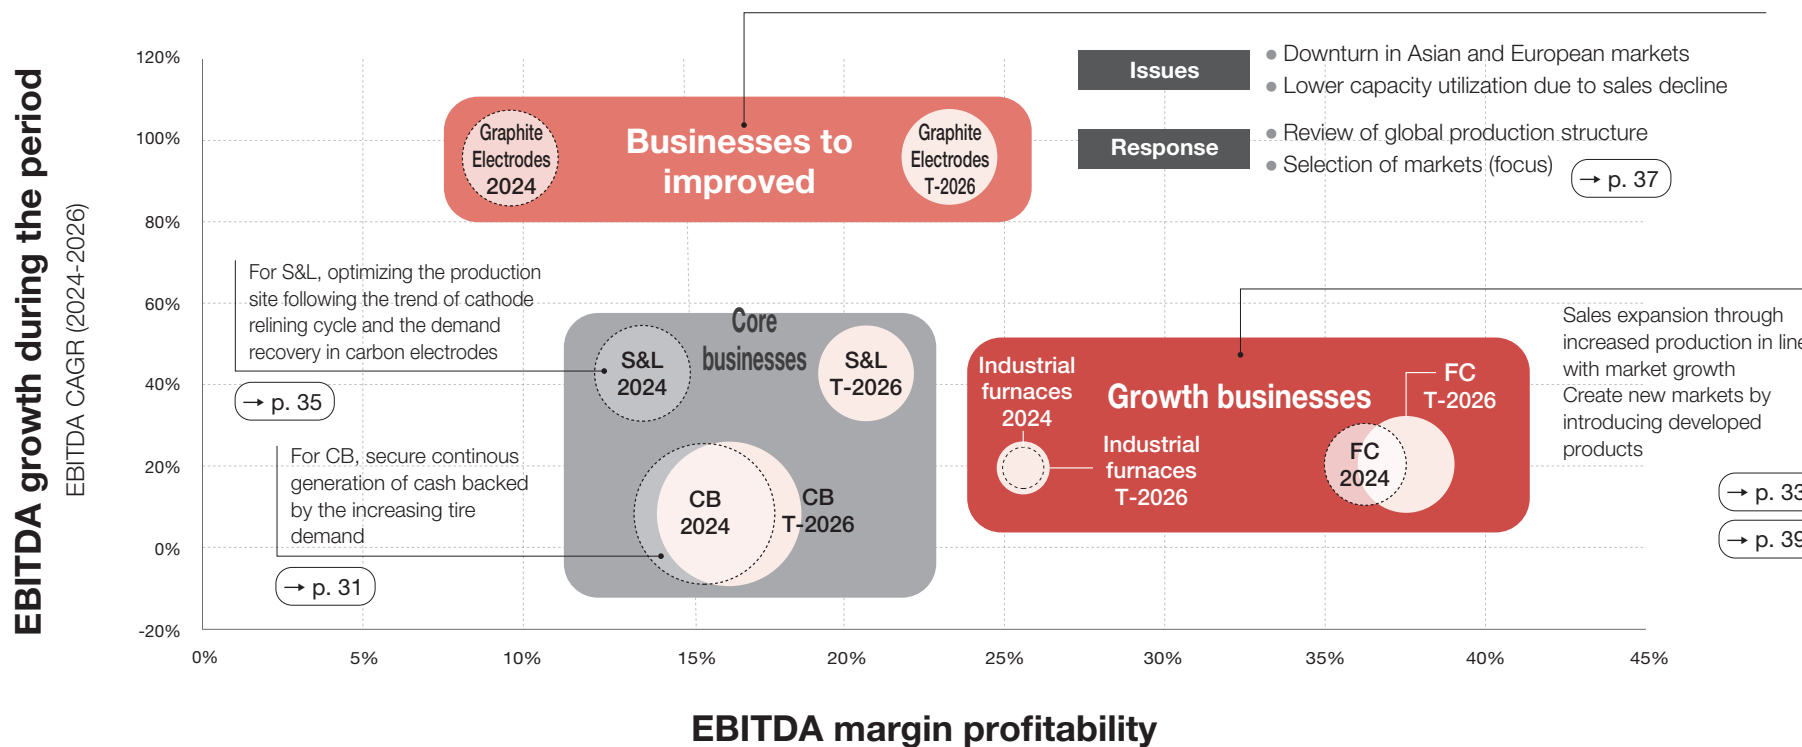 EBITDA growth during the period
EBITDA CAGR (2024-2026)
120%
100%
80%
60%
40%
20%
0%
-20%
Graphite
Electrodes
2024
Businesses to
improved
Graphite
Electrodes
T-2026
Issues
● Downturn in Asian and European markets
● Lower capacity utilization due to sales decline
Response
● Review of global production structure
● Selection of markets (focus)
→ p. 37
For S&L, optimizing the production
site following the trend of cathode
relining cycle and the demand
recovery in carbon electrodes
→ p. 35
For CB, secure continous
generation of cash backed
by the increasing tire
demand
→ p. 31
Core
businesses
S&L
2024
S&L
T-2026
CB
2024
CB
T-2026
Industrial
furnaces
2024
Growth businesses
Industrial
furnaces
T-2026
FC
T-2026
FC
2024
Sales expansion through
increased production in line
with market growth
Create new markets by
introducing developed
products
→ p. 33
→ p. 39
0%
5%
10%
15%
20%
25%
30%
35%
40%
45%
EBITDA margin profitability